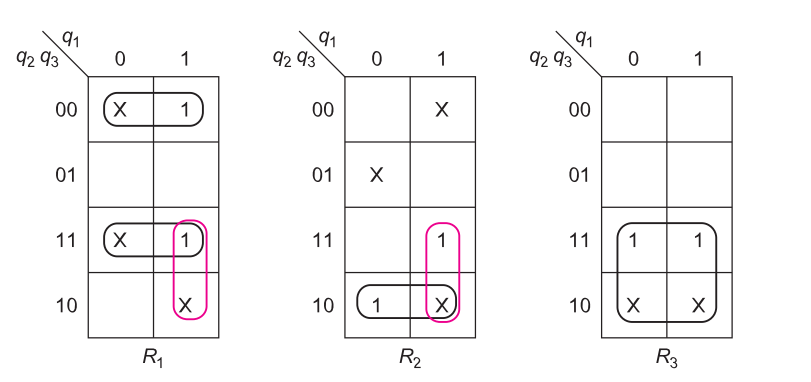 q1 q1 q1
q2 q3 0 1 q2 q3 0 1 q2 q3 0 1
00 X 1 00 X 00
01 01 X 01
11 X 1 11 1 11 1 1
10 X 10 1 X 10 X X
R1 R2 R3